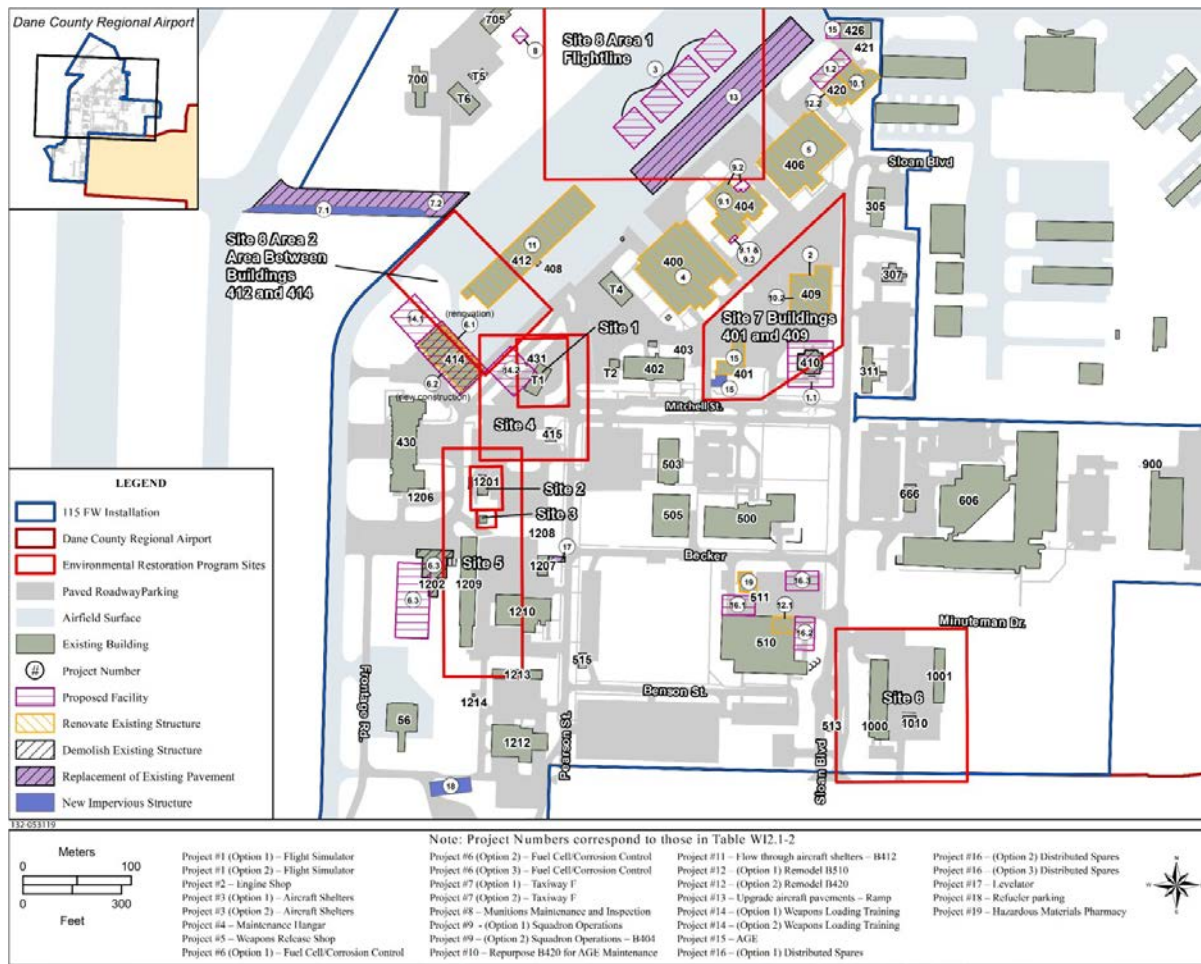 Dane County Regional Airport
705
8
700
T5
T6
Site 8 Area 1
Flightline
3
13
15
426
421
1.2
10.1
420
12.2
5
406
Sloan Blvd
305
307
9.2
9.1
404
9.1 &
9.2
7.1
7.2
Site 8 Area 2
Area Between
Buildings
412 and 414
11
412
408
400
4
T4
2
409
10.2
Site 7 Buildings
401 and 409
14.1
(renovation)
6.1
414
6.2
(new construction)
Site 1
431
14.2
T1
T2
402
403
15
401
15
410
1.1
311
Mitchell St.
Site 4
415
430
1206
1201
Site 2
Site 3
503
505
500
666
606
900
1208
17
1207
Becker
Site 5
6.3
1202
1209
6.3
1210
19
511
16.3
16.1
12.1
510
16.2
Minuteman Dr.
Site 6
1001
1000
1010
513
515
1213
1214
Benson St.
56
1212
18
Frontage Rd.
Pearson St.
Sloan Blvd
LEGEND
115 FW Installation
Dane County Regional Airport
Environmental Restoration Program Sites
Paved RoadwayParking
Airfield Surface
Existing Building
# Project Number
Proposed Facility
Renovate Existing Structure
Demolish Existing Structure
Replacement of Existing Pavement
New Impervious Structure
132-053119
Meters
0 100
0 300
Feet
Note: Project Numbers correspond to those in Table WI2.1-2
Project #1 (Option 1) – Flight Simulator
Project #1 (Option 2) – Flight Simulator
Project #2 – Engine Shop
Project #3 (Option 1) – Aircraft Shelters
Project #3 (Option 2) – Aircraft Shelters
Project #4 – Maintenance Hangar
Project #5 – Weapons Release Shop
Project #6 (Option 1) – Fuel Cell/Corrosion Control
Project #6 (Option 2) – Fuel Cell/Corrosion Control
Project #6 (Option 3) – Fuel Cell/Corrosion Control
Project #7 (Option 1) – Taxiway F
Project #7 (Option 2) – Taxiway F
Project #8 – Munitions Maintenance and Inspection
Project #9 - (Option 1) Squadron Operations
Project #9 – (Option 2) Squadron Operations – B404
Project #10 – Repurpose B420 for AGE Maintenance
Project #11 – Flow through aircraft shelters – B412
Project #12 – (Option 1) Remodel B510
Project #12 – (Option 2) Remodel B420
Project #13 – Upgrade aircraft pavements – Ramp
Project #14 – (Option 1) Weapons Loading Training
Project #14 – (Option 2) Weapons Loading Training
Project #15 – AGE
Project #16 – (Option 1) Distributed Spares
Project #16 – (Option 2) Distributed Spares
Project #16 – (Option 3) Distributed Spares
Project #17 – Levelator
Project #18 – Refueler parking
Project #19 – Hazardous Materials Pharmacy
N
W E
S